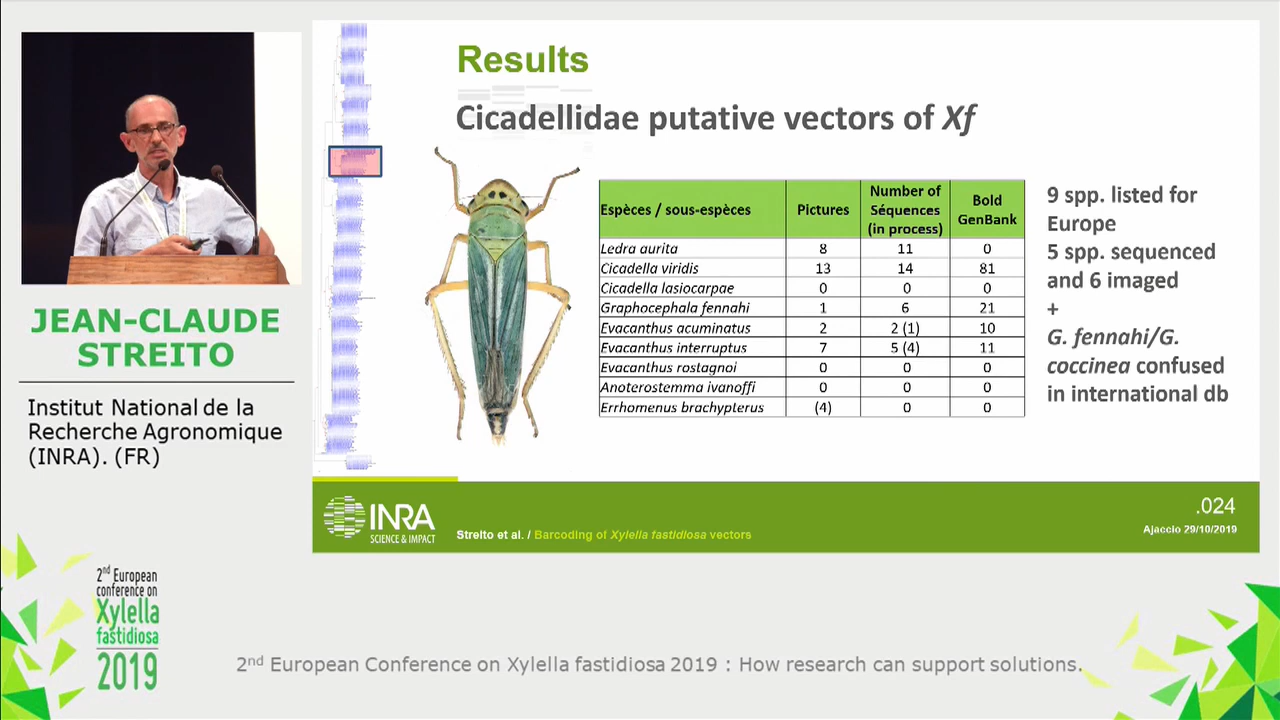 Results
Cicadellidae putative vectors of Xf
Espèces / sous-espèces Pictures Number of Séquences (in process) Bold GenBank
Ledra aurita 8 11 0
Cicadella viridis 13 14 81
Cicadella lasiocarpae 0 0 0
Graphocephala fennahi 1 6 21
Evacanthus acuminatus 2 2 (1) 10
Evacanthus interruptus 7 5 (4) 11
Evacanthus rostagnoi 0 0 0
Anoterostemma ivanoffi 0 0 0
Errhomenus brachypterus (4) 0 0
9 spp. listed for
Europe
5 spp. sequenced
and 6 imaged
+
G. fennahi/G.
coccinea confused
in international db
INRA
SCIENCE & IMPACT
Streito et al. / Barcoding of Xylella fastidiosa vectors
.024
Ajaccio 29/10/2019
JEAN-CLAUDE
STREITO
Institut National de la
Recherche Agronomique
(INRA). (FR)
2nd European
conference on
Xylella
fastidiosa
2019
2nd European Conference on Xylella fastidiosa 2019 : How research can support solutions.